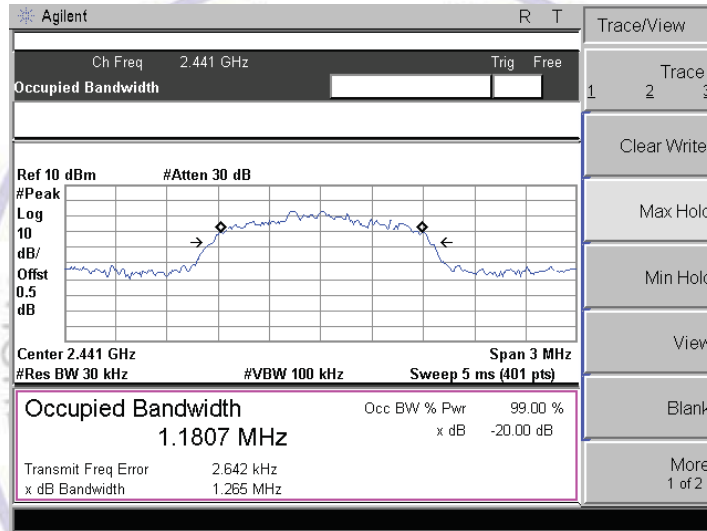 Agilent R T
Ch Freq 2.441 GHz Trig Free
Occupied Bandwidth
Ref 10 dBm #Atten 30 dB
#Peak
Log
10
dB/
Offst
0.5
dB
Center 2.441 GHz Span 3 MHz
#Res BW 30 kHz #VBW 100 kHz Sweep 5 ms (401 pts)
Occupied Bandwidth
1.1807 MHz
Occ BW % Pwr 99.00 %
x dB -20.00 dB
Transmit Freq Error 2.642 kHz
x dB Bandwidth 1.265 MHz
Trace/View
Trace
1 2 3
Clear Write
Max Hold
Min Hold
View
Blank
More
1 of 2